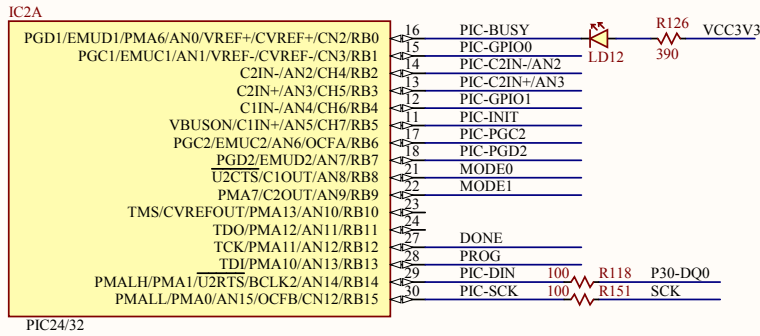 IC2A
PGD1/EMUD1/PMA6/AN0/VREF+/CVREF+/CN2/RB0 16 PIC-BUSY LD12 R126 390 VCC3V3
PGC1/EMUC1/AN1/VREF-/CVREF-/CN3/RB1 15 PIC-GPIO0
C2IN-/AN2/CH4/RB2 14 PIC-C2IN-/AN2
C2IN+/AN3/CH5/RB3 13 PIC-C2IN+/AN3
C1IN-/AN4/CH6/RB4 12 PIC-GPIO1
VBUSON/C1IN+/AN5/CH7/RB5 11 PIC-INIT
PGC2/EMUC2/AN6/OCFA/RB6 17 PIC-PGC2
PGD2/EMUD2/AN7/RB7 18 PIC-PGD2
U2CTS/C1OUT/AN8/RB8 21 MODE0
PMA7/C2OUT/AN9/RB9 22 MODE1
TMS/CVREFOUT/PMA13/AN10/RB10 23
TDO/PMA12/AN11/RB11 24
TCK/PMA11/AN12/RB12 27 DONE
TDI/PMA10/AN13/RB13 28 PROG
PMALH/PMA1/U2RTS/BCLK2/AN14/RB14 29 PIC-DIN 100 R118 P30-DQ0
PMALL/PMA0/AN15/OCFB/CN12/RB15 30 PIC-SCK 100 R151 SCK
PIC24/32